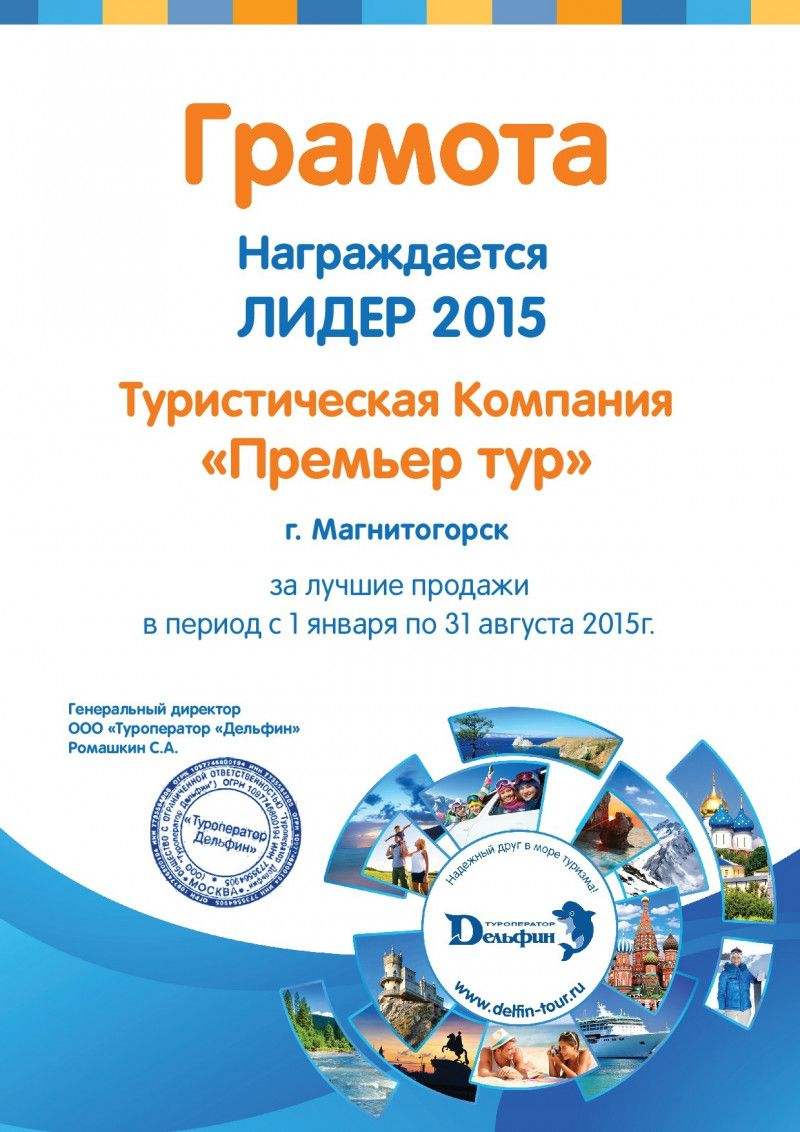 Грамота
Награждается
ЛИДЕР 2015
Туристическая Компания
«Премьер тур»
г. Магнитогорск
за лучшие продажи
в период с 1 января по 31 августа 2015г.
Генеральный директор
ООО «Туроператор «Дельфин»
Ромашкин С.А.
«Туроператор
Дельфин»
МОСКВА
Надежный друг в море туризма!
ТУРОПЕРАТОР
Дельфин
www.delfin-tour.ru